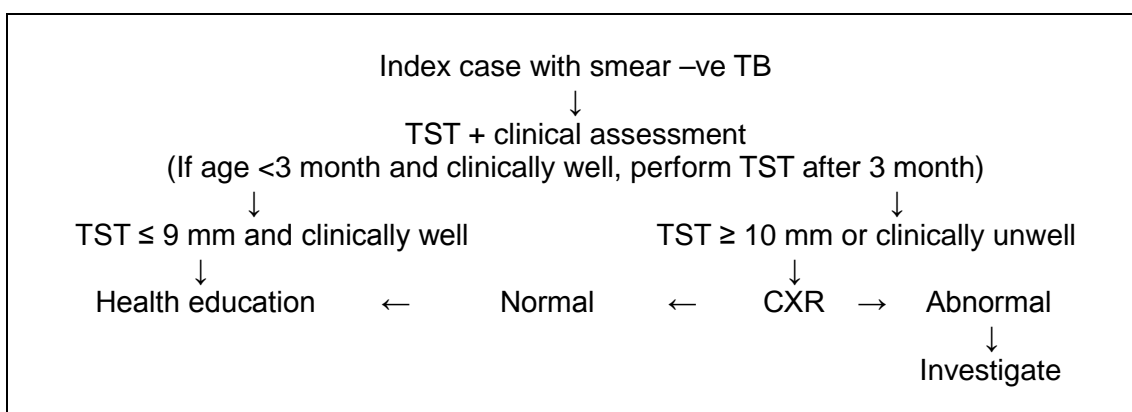 Index case with smear –ve TB
↓
TST + clinical assessment
(If age <3 month and clinically well, perform TST after 3 month)
↓ ↓
TST ≤ 9 mm and clinically well TST ≥ 10 mm or clinically unwell
↓ ↓
Health education ← Normal ← CXR → Abnormal
↓
Investigate